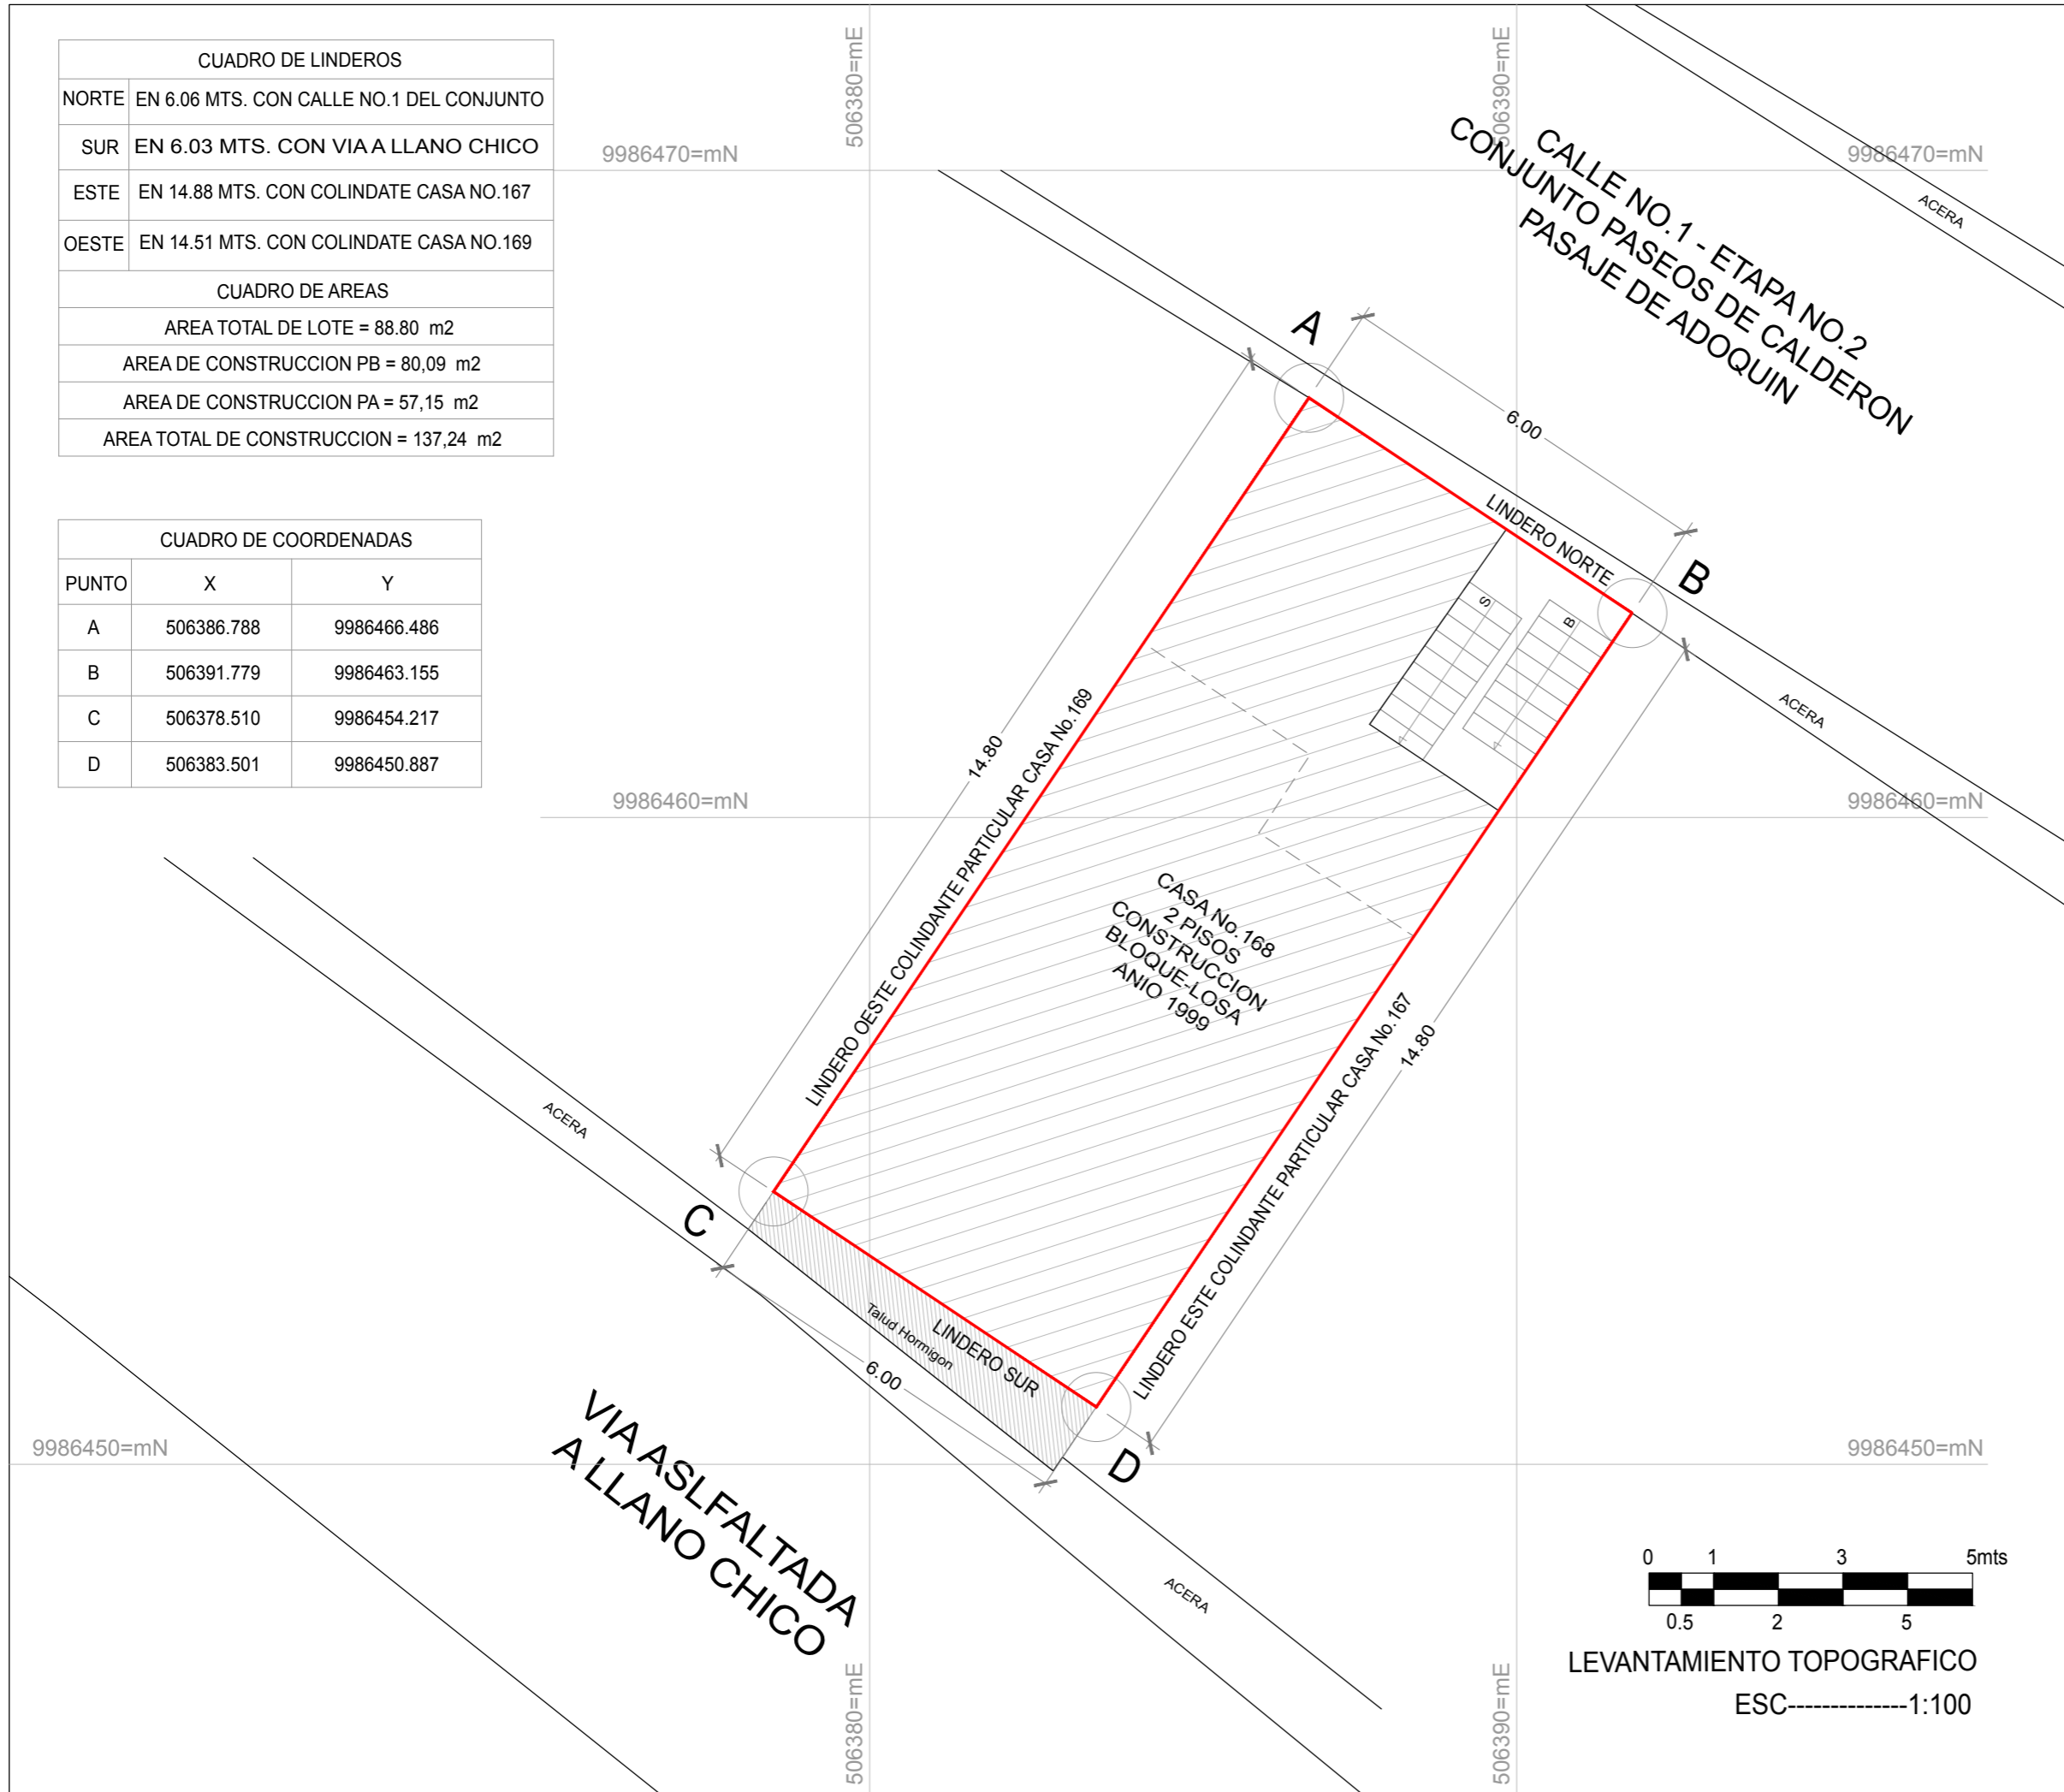 CUADRO DE LINDEROS
NORTE EN 6.06 MTS. CON CALLE NO.1 DEL CONJUNTO
SUR EN 6.03 MTS. CON VIA A LLANO CHICO
ESTE EN 14.88 MTS. CON COLINDATE CASA NO.167
OESTE EN 14.51 MTS. CON COLINDATE CASA NO.169
CUADRO DE AREAS
AREA TOTAL DE LOTE = 88.80 m2
AREA DE CONSTRUCCION PB = 80,09 m2
AREA DE CONSTRUCCION PA = 57,15 m2
AREA TOTAL DE CONSTRUCCION = 137,24 m2
CUADRO DE COORDENADAS
PUNTO X Y
A 506386.788 9986466.486
B 506391.779 9986463.155
C 506378.510 9986454.217
D 506383.501 9986450.887
506380=mE
506390=mE
9986470=mN
9986470=mN
CALLE NO.1 - ETAPA NO.2
CONJUNTO PASEOS DE CALDERON
PASAJE DE ADOQUIN
ACERA
A
6.00
LINDERO NORTE
B
S
B
ACERA
14.80
LINDERO OESTE COLINDANTE PARTICULAR CASA No.169
9986460=mN
9986460=mN
CASA No.168
2 PISOS
CONSTRUCCION
BLOQUE-LOSA
ANIO 1999
14.80
LINDERO ESTE COLINDANTE PARTICULAR CASA No.167
ACERA
C
Talud Hormigon
LINDERO SUR
6.00
D
9986450=mN
9986450=mN
VIA ASLFALTADA
A LLANO CHICO
ACERA
506380=mE
506390=mE
0 1 3 5mts
0.5 2 5
LEVANTAMIENTO TOPOGRAFICO
ESC--------------1:100